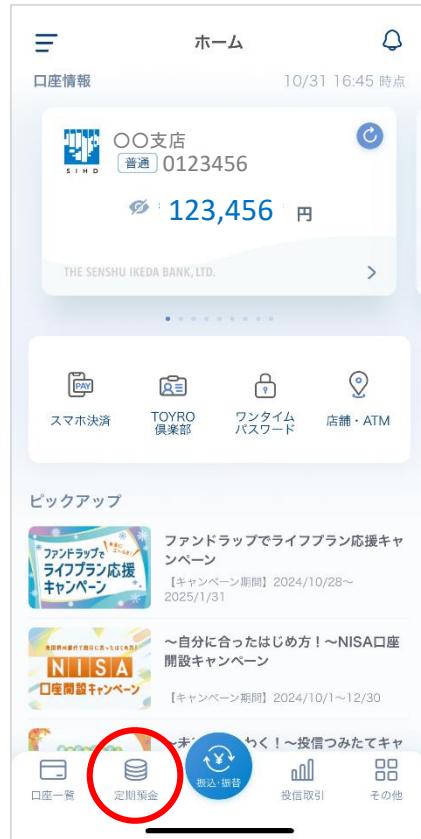 ホーム
口座情報
10/31 16:45 時点
SIHD
〇〇支店
普通 0123456
123,456 円
THE SENSHU IKEDA BANK, LTD.
PAY
スマホ決済
TOYRO
倶楽部
ワンタイム
パスワード
店舗・ATM
ピックアップ
ファンドラップで
ライフプラン応援
キャンペーン
ファンドラップでライフプラン応援キャ
ンペーン
【キャンペーン期間】2024/10/28～
2025/1/31
NISA
口座開設キャンペーン
～自分に合ったはじめ方！～NISA口座
開設キャンペーン
【キャンペーン期間】2024/10/1～12/30
わく！～投信つみたてキャ
口座一覧
定期預金
振込・振替
投信取引
その他